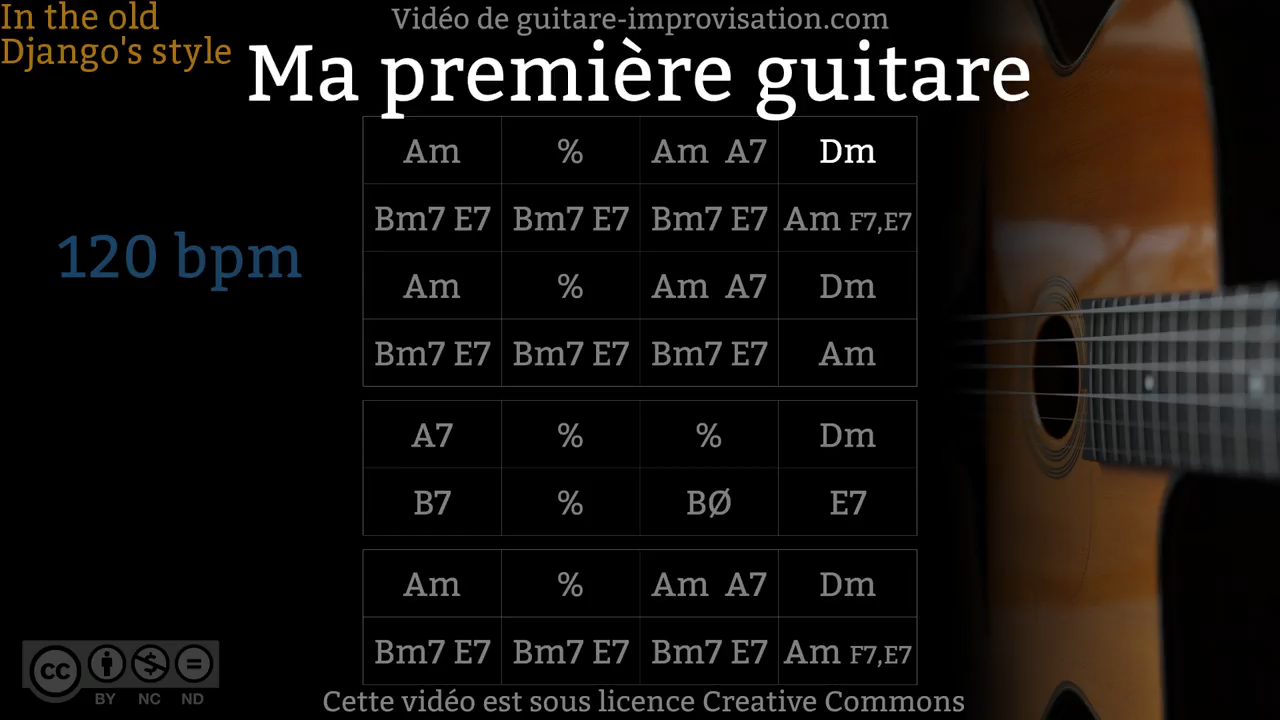 In the old
Django's style
Vidéo de guitare-improvisation.com
Ma première guitare
120 bpm
Am % Am A7 Dm
Bm7 E7 Bm7 E7 Bm7 E7 Am F7,E7
Am % Am A7 Dm
Bm7 E7 Bm7 E7 Bm7 E7 Am
A7 % % Dm
B7 % BØ E7
Am % Am A7 Dm
Bm7 E7 Bm7 E7 Bm7 E7 Am F7,E7
cc
BY NC ND
Cette vidéo est sous licence Creative Commons